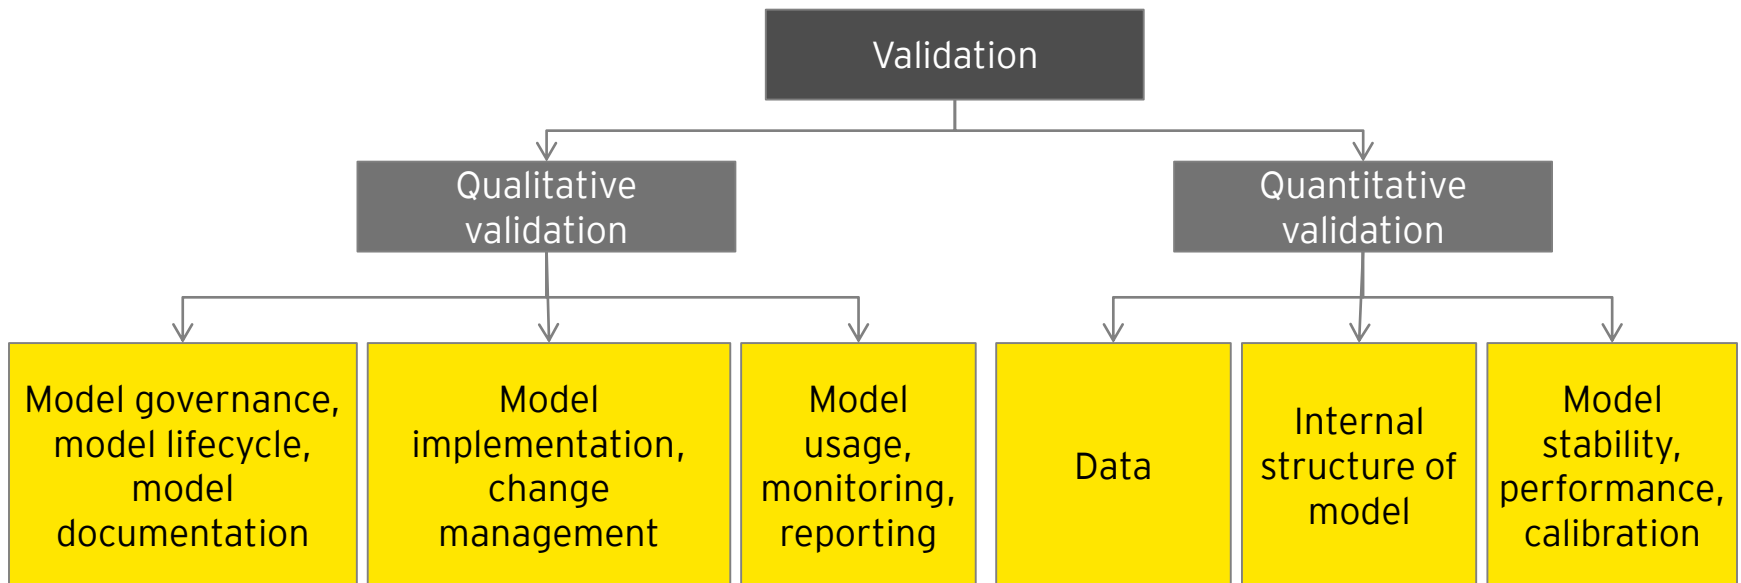 Validation
Qualitative
validation
Quantitative
validation
Model governance,
model lifecycle,
model
documentation
Model
implementation,
change
management
Model
usage,
monitoring,
reporting
Data
Internal
structure of
model
Model
stability,
performance,
calibration